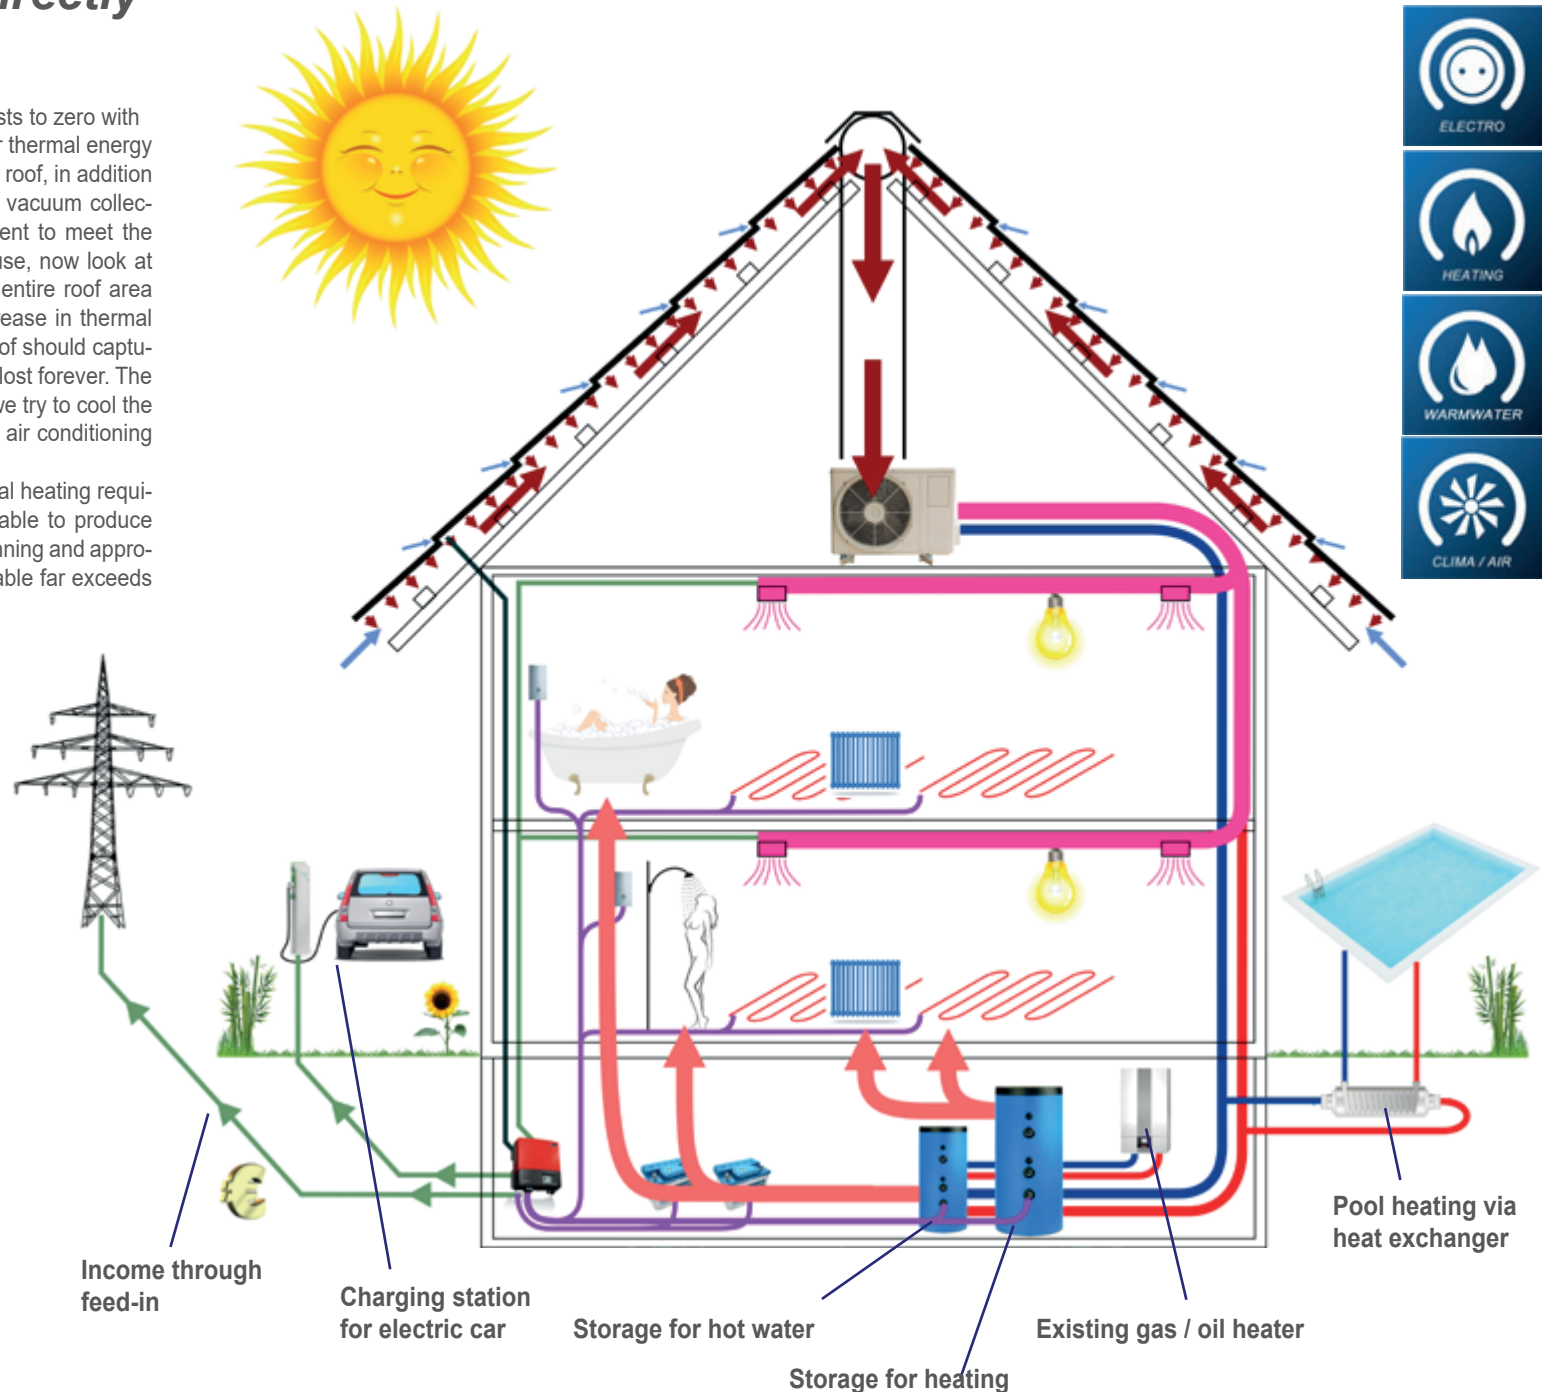 directly
sts to zero with
r thermal energy
roof, in addition
vacuum collec-
ent to meet the
use, now look at
entire roof area
rease in thermal
of should captu-
lost forever. The
we try to cool the
air conditioning
al heating requi-
able to produce
nning and appro-
able far exceeds
ELECTRO
HEATING
WARMWATER
CLIMA / AIR
Income through
feed-in
Charging station
for electric car
Storage for hot water
Storage for heating
Existing gas / oil heater
Pool heating via
heat exchanger